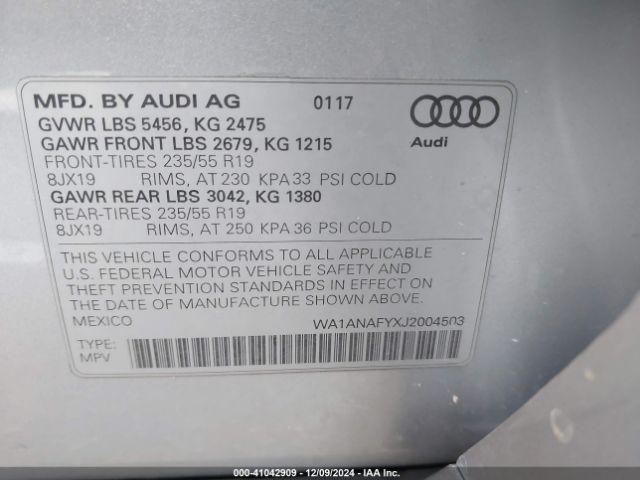 MFD. BY AUDI AG 0117
GVWR LBS 5456, KG 2475
GAWR FRONT LBS 2679, KG 1215
Audi
FRONT-TIRES 235/55 R19
8JX19 RIMS, AT 230 KPA 33 PSI COLD
GAWR REAR LBS 3042, KG 1380
REAR-TIRES 235/55 R19
8JX19 RIMS, AT 250 KPA 36 PSI COLD
THIS VEHICLE CONFORMS TO ALL APPLICABLE
U.S. FEDERAL MOTOR VEHICLE SAFETY AND
THEFT PREVENTION STANDARDS IN EFFECT ON
THE DATE OF MANUFACTURE SHOWN ABOVE.
MEXICO WA1ANAFYXJ2004503
TYPE:
MPV
000-41042909 - 12/09/2024 - IAA Inc.